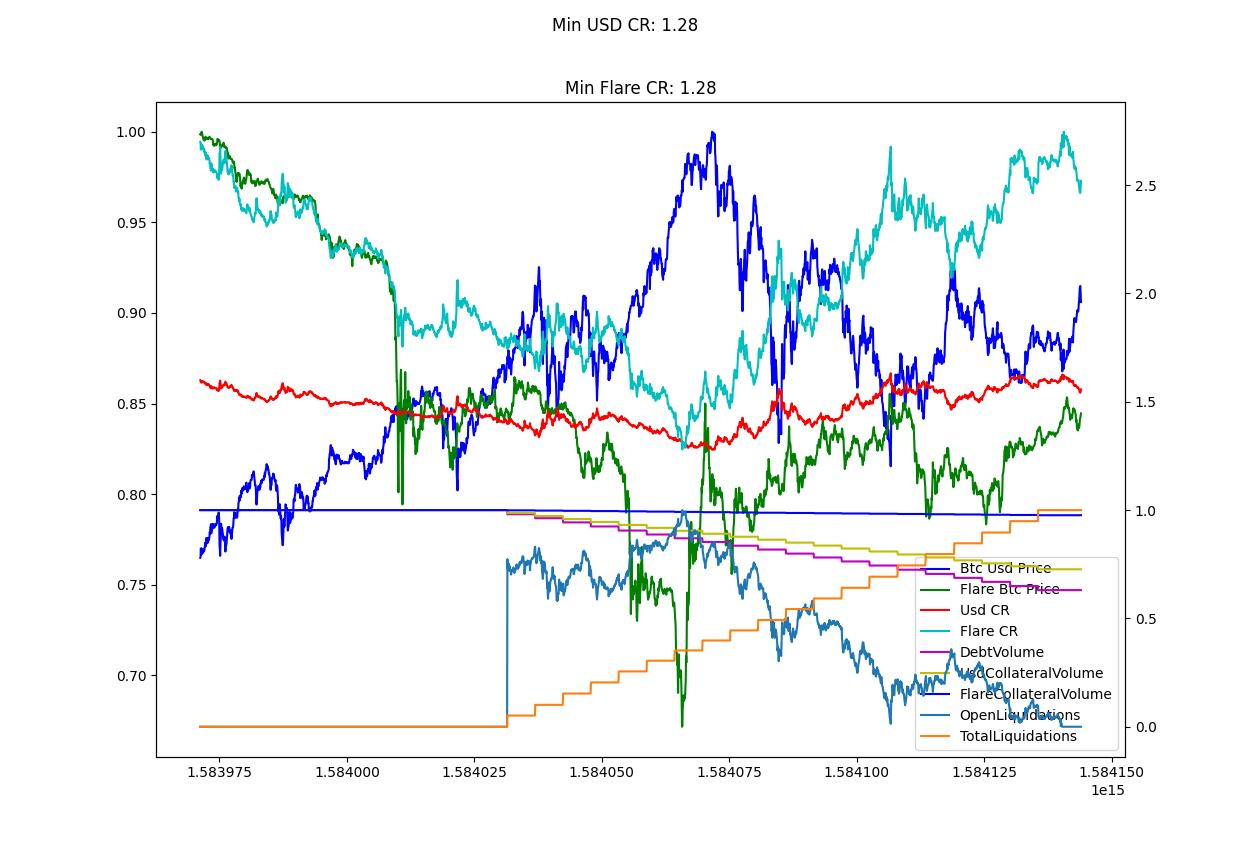 Min USD CR: 1.28
Min Flare CR: 1.28
1.00
0.95
0.90
0.85
0.80
0.75
0.70
2.5
2.0
1.5
1.0
0.5
0.0
Btc Usd Price
Flare Btc Price
Usd CR
Flare CR
DebtVolume
UsdCollateralVolume
FlareCollateralVolume
OpenLiquidations
TotalLiquidations
1.583975 1.584000 1.584025 1.584050 1.584075 1.584100 1.584125 1.584150
1e15